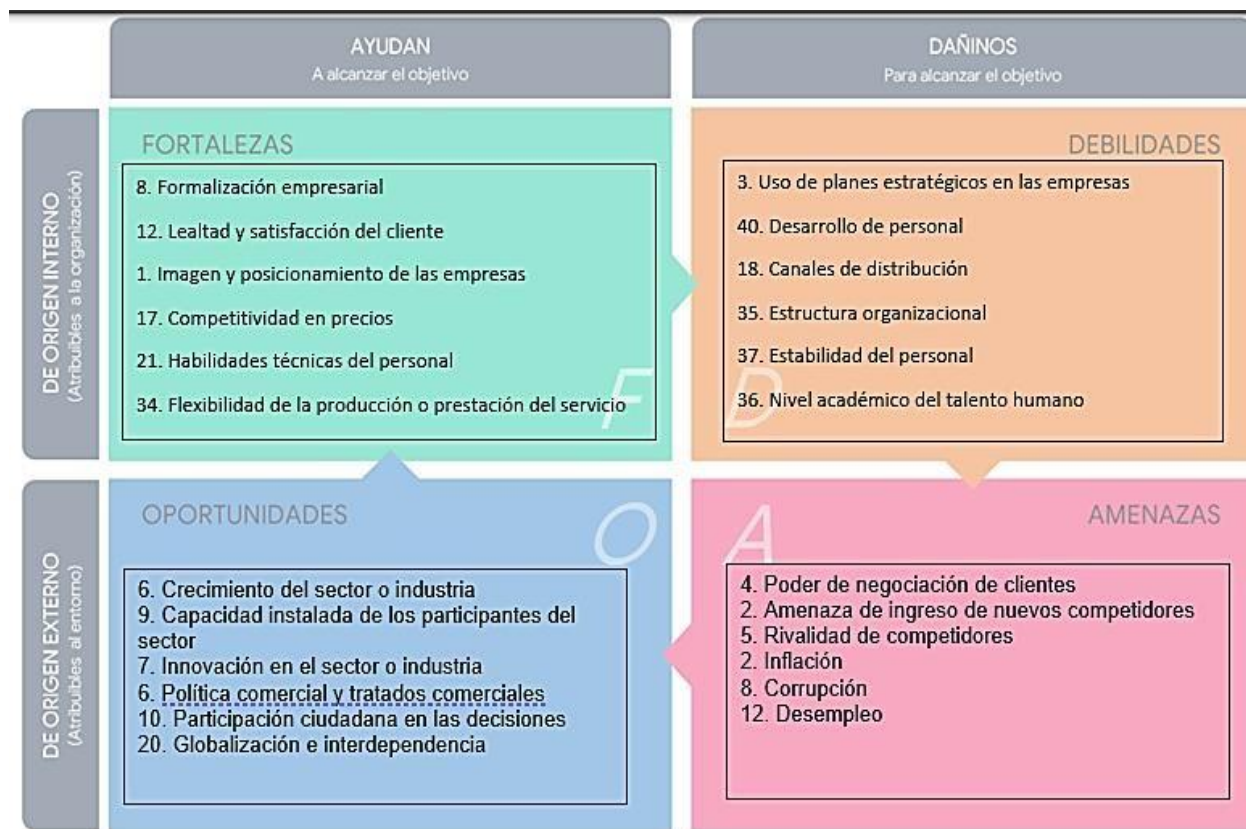 AYUDAN
A alcanzar el objetivo
DAÑINOS
Para alcanzar el objetivo
DE ORIGEN INTERNO
(Atribuibles a la organización)
FORTALEZAS
8. Formalización empresarial
12. Lealtad y satisfacción del cliente
1. Imagen y posicionamiento de las empresas
17. Competitividad en precios
21. Habilidades técnicas del personal
34. Flexibilidad de la producción o prestación del servicio
F
DEBILIDADES
3. Uso de planes estratégicos en las empresas
40. Desarrollo de personal
18. Canales de distribución
35. Estructura organizacional
37. Estabilidad del personal
36. Nivel académico del talento humano
D
DE ORIGEN EXTERNO
(Atribuibles al entorno)
OPORTUNIDADES
O
6. Crecimiento del sector o industria
9. Capacidad instalada de los participantes del
sector
7. Innovación en el sector o industria
6. Política comercial y tratados comerciales
10. Participación ciudadana en las decisiones
20. Globalización e interdependencia
A
AMENAZAS
4. Poder de negociación de clientes
2. Amenaza de ingreso de nuevos competidores
5. Rivalidad de competidores
2. Inflación
8. Corrupción
12. Desempleo